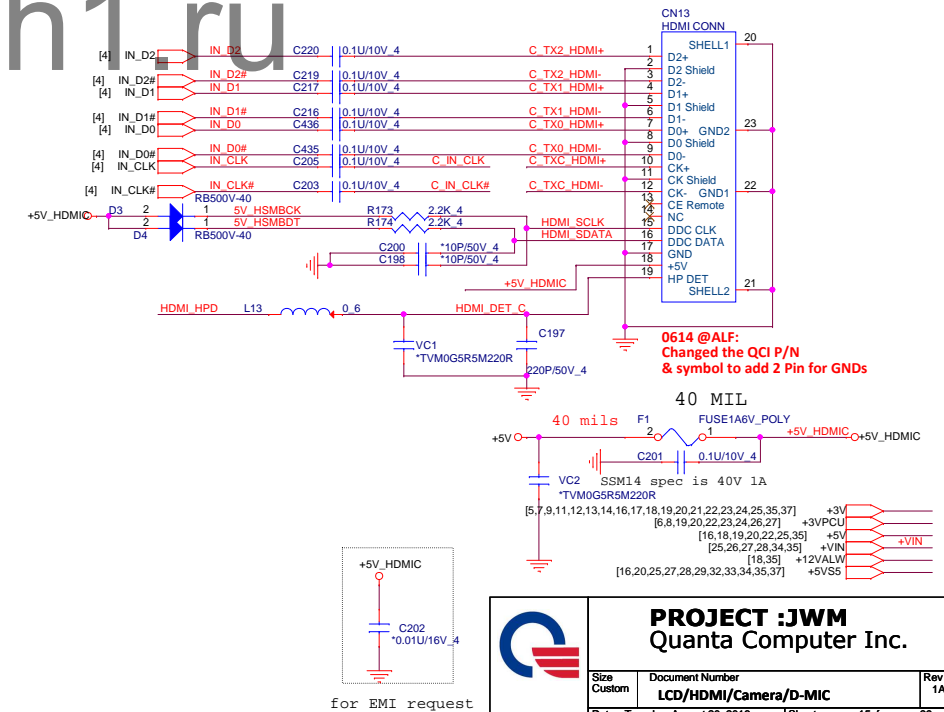 h1.ru
CN13
HDMI CONN
SHELL1 20
[4] IN_D2 IN_D2 C220 0.1U/10V_4 C_TX2_HDMI+ 1 D2+
2 D2 Shield
[4] IN_D2# IN_D2# C219 0.1U/10V_4 C_TX2_HDMI- 3 D2-
[4] IN_D1 IN_D1 C217 0.1U/10V_4 C_TX1_HDMI+ 4 D1+
5 D1 Shield
[4] IN_D1# IN_D1# C216 0.1U/10V_4 C_TX1_HDMI- 6 D1-
[4] IN_D0 IN_D0 C436 0.1U/10V_4 C_TX0_HDMI+ 7 D0+ GND2 23
8 D0 Shield
[4] IN_D0# IN_D0# C435 0.1U/10V_4 C_TX0_HDMI- 9 D0-
[4] IN_CLK IN_CLK C205 0.1U/10V_4 C_IN_CLK C_TXC_HDMI+ 10 CK+
11 CK Shield
[4] IN_CLK# IN_CLK# C203 0.1U/10V_4 C_IN_CLK# C_TXC_HDMI- 12 CK- GND1 22
RB500V-40 13 CE Remote
+5V_HDMIC D3 2 1 5V_HSMBCK R173 2.2K_4 14 NC
2 1 5V_HSMBDT R174 2.2K_4 HDMI_SCLK 15 DDC CLK
D4 RB500V-40 HDMI_SDATA 16 DDC DATA
C200 *10P/50V_4 17 GND
C198 *10P/50V_4 18 +5V
+5V_HDMIC 19 HP DET
SHELL2 21
HDMI_HPD L13 0_6 HDMI_DET_C
VC1
*TVM0G5R5M220R
C197
220P/50V_4
0614 @ALF:
Changed the QCI P/N
& symbol to add 2 Pin for GNDs
40 MIL
40 mils F1 FUSE1A6V_POLY
+5V 2 1 +5V_HDMIC +5V_HDMIC
C201 0.1U/10V_4
VC2 SSM14 spec is 40V 1A
*TVM0G5R5M220R
[5,7,9,11,12,13,14,16,17,18,19,20,21,22,23,24,25,35,37] +3V
[6,8,19,20,22,23,24,26,27] +3VPCU
[16,18,19,20,22,25,35] +5V
[25,26,27,28,34,35] +VIN +VIN
[18,35] +12VALW
[16,20,25,27,28,29,32,33,34,35,37] +5VS5
+5V_HDMIC
C202
*0.01U/16V_4
for EMI request
PROJECT :JWM
Quanta Computer Inc.
Size Document Number Rev
Custom LCD/HDMI/Camera/D-MIC 1A